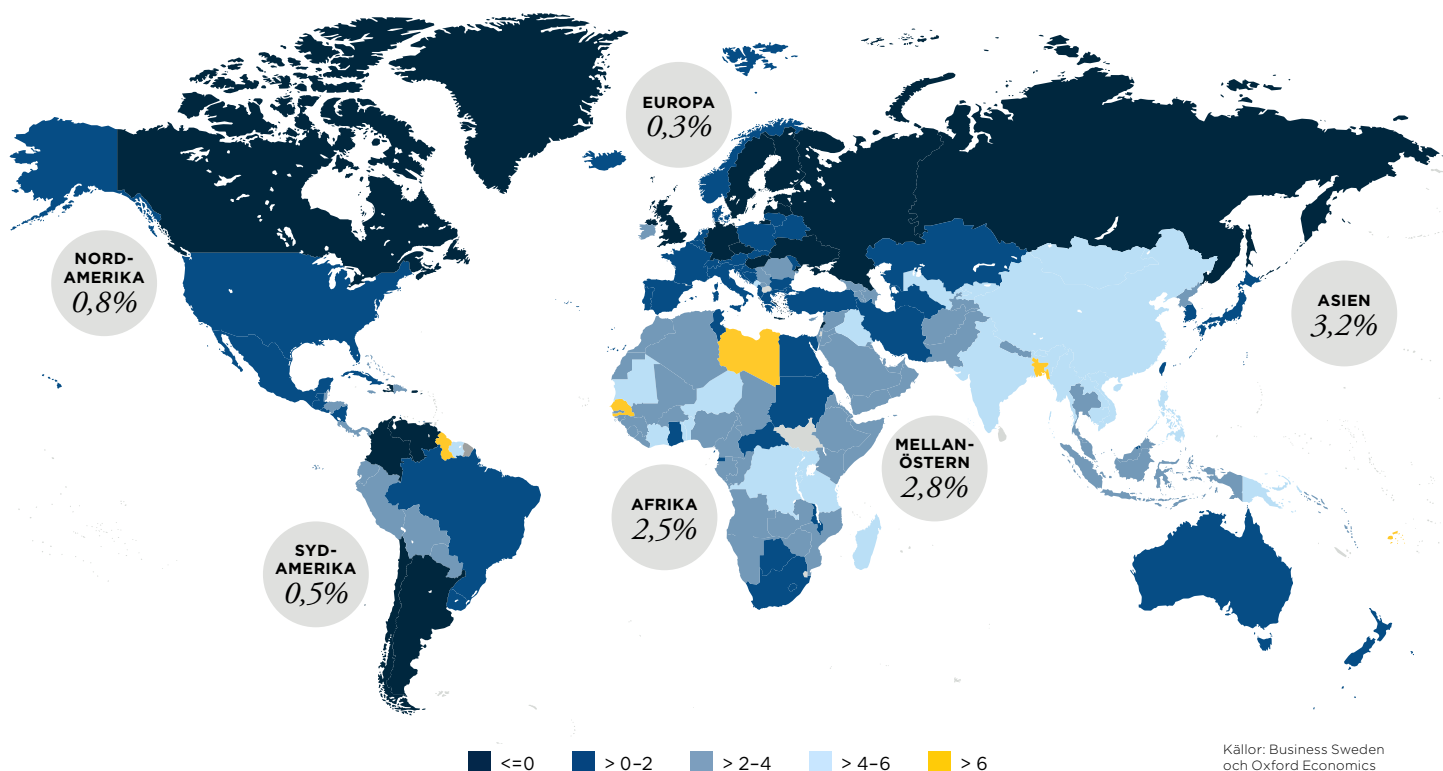 EUROPA
0,3%
NORD-
AMERIKA
0,8%
ASIEN
3,2%
MELLAN-
ÖSTERN
2,8%
AFRIKA
2,5%
SYD-
AMERIKA
0,5%
<=0
> 0–2
> 2–4
> 4–6
> 6
Källor: Business Sweden
och Oxford Economics